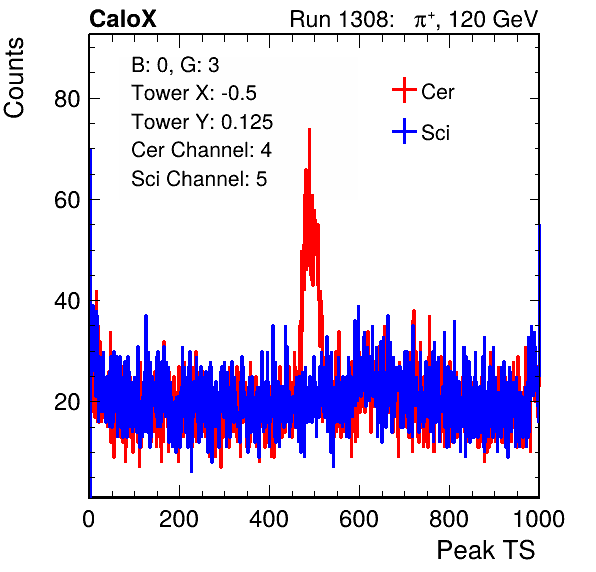 CaloX Run 1308: π⁺, 120 GeV
B: 0, G: 3
Tower X: -0.5
Tower Y: 0.125
Cer Channel: 4
Sci Channel: 5
Cer
Sci
Counts
80
60
40
20
0 200 400 600 800 1000
Peak TS